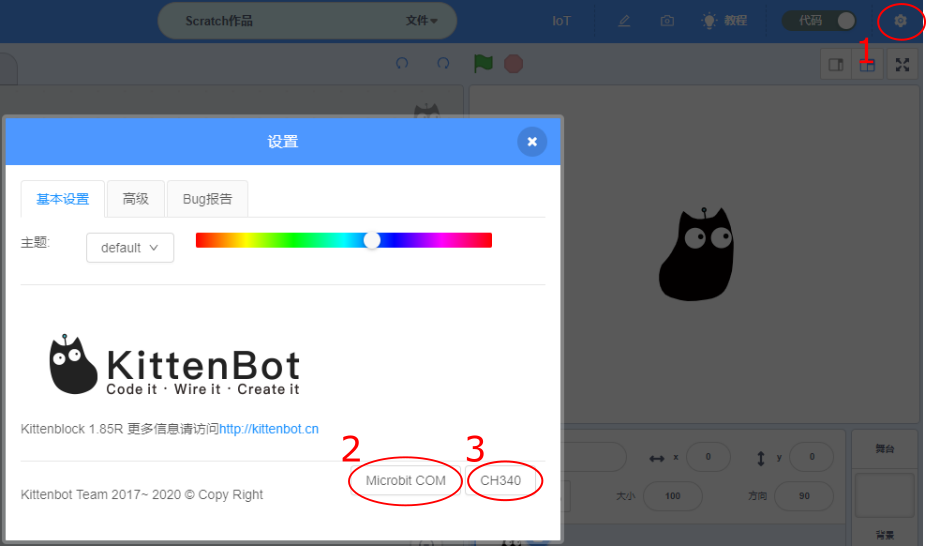 Scratch作品 文件 IoT 教程 代码
1
设置
基本设置 高级 Bug报告
主题: default
KittenBot
Code it · Wire it · Create it
Kittenblock 1.85R 更多信息请访问http://kittenbot.cn
2 3
Microbit COM CH340
Kittenbot Team 2017~ 2020 © Copy Right
x 0 y 0
大小 100 方向 90
舞台
背景